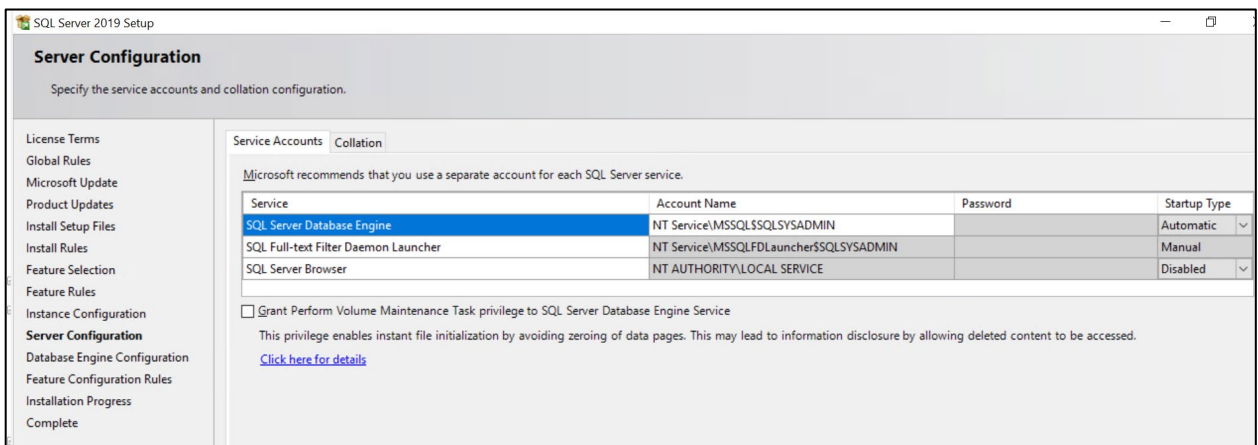 SQL Server 2019 Setup
Server Configuration
Specify the service accounts and collation configuration.
License Terms
Global Rules
Microsoft Update
Product Updates
Install Setup Files
Install Rules
Feature Selection
Feature Rules
Instance Configuration
Server Configuration
Database Engine Configuration
Feature Configuration Rules
Installation Progress
Complete
Service Accounts Collation
Microsoft recommends that you use a separate account for each SQL Server service.
Service Account Name Password Startup Type
SQL Server Database Engine NT Service\MSSQL$SQLSYSADMIN Automatic
SQL Full-text Filter Daemon Launcher NT Service\MSSQLFDLauncher$SQLSYSADMIN Manual
SQL Server Browser NT AUTHORITY\LOCAL SERVICE Disabled
Grant Perform Volume Maintenance Task privilege to SQL Server Database Engine Service
This privilege enables instant file initialization by avoiding zeroing of data pages. This may lead to information disclosure by allowing deleted content to be accessed.
Click here for details